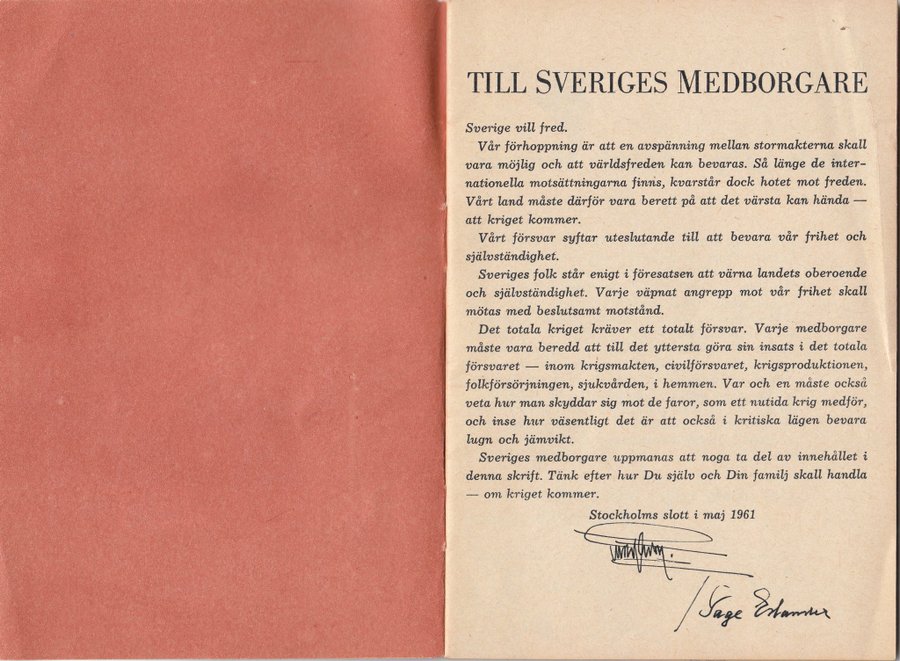 TILL SVERIGES MEDBORGARE
Sverige vill fred.
Vår förhoppning är att en avspänning mellan stormakterna skall
vara möjlig och att världsfreden kan bevaras. Så länge de inter-
nationella motsättningarna finns, kvarstår dock hotet mot freden.
Vårt land måste därför vara berett på att det värsta kan hända —
att kriget kommer.
Vårt försvar syftar uteslutande till att bevara vår frihet och
självständighet.
Sveriges folk står enigt i föresatsen att värna landets oberoende
och självständighet. Varje väpnat angrepp mot vår frihet skall
mötas med beslutsamt motstånd.
Det totala kriget kräver ett totalt försvar. Varje medborgare
måste vara beredd att till det yttersta göra sin insats i det totala
försvaret — inom krigsmakten, civilförsvaret, krigsproduktionen,
folkförsörjningen, sjukvården, i hemmen. Var och en måste också
veta hur man skyddar sig mot de faror, som ett nutida krig medför,
och inse hur väsentligt det är att också i kritiska lägen bevara
lugn och jämvikt.
Sveriges medborgare uppmanas att noga ta del av innehållet i
denna skrift. Tänk efter hur Du själv och Din familj skall handla
— om kriget kommer.
Stockholms slott i maj 1961
Tage Erlander